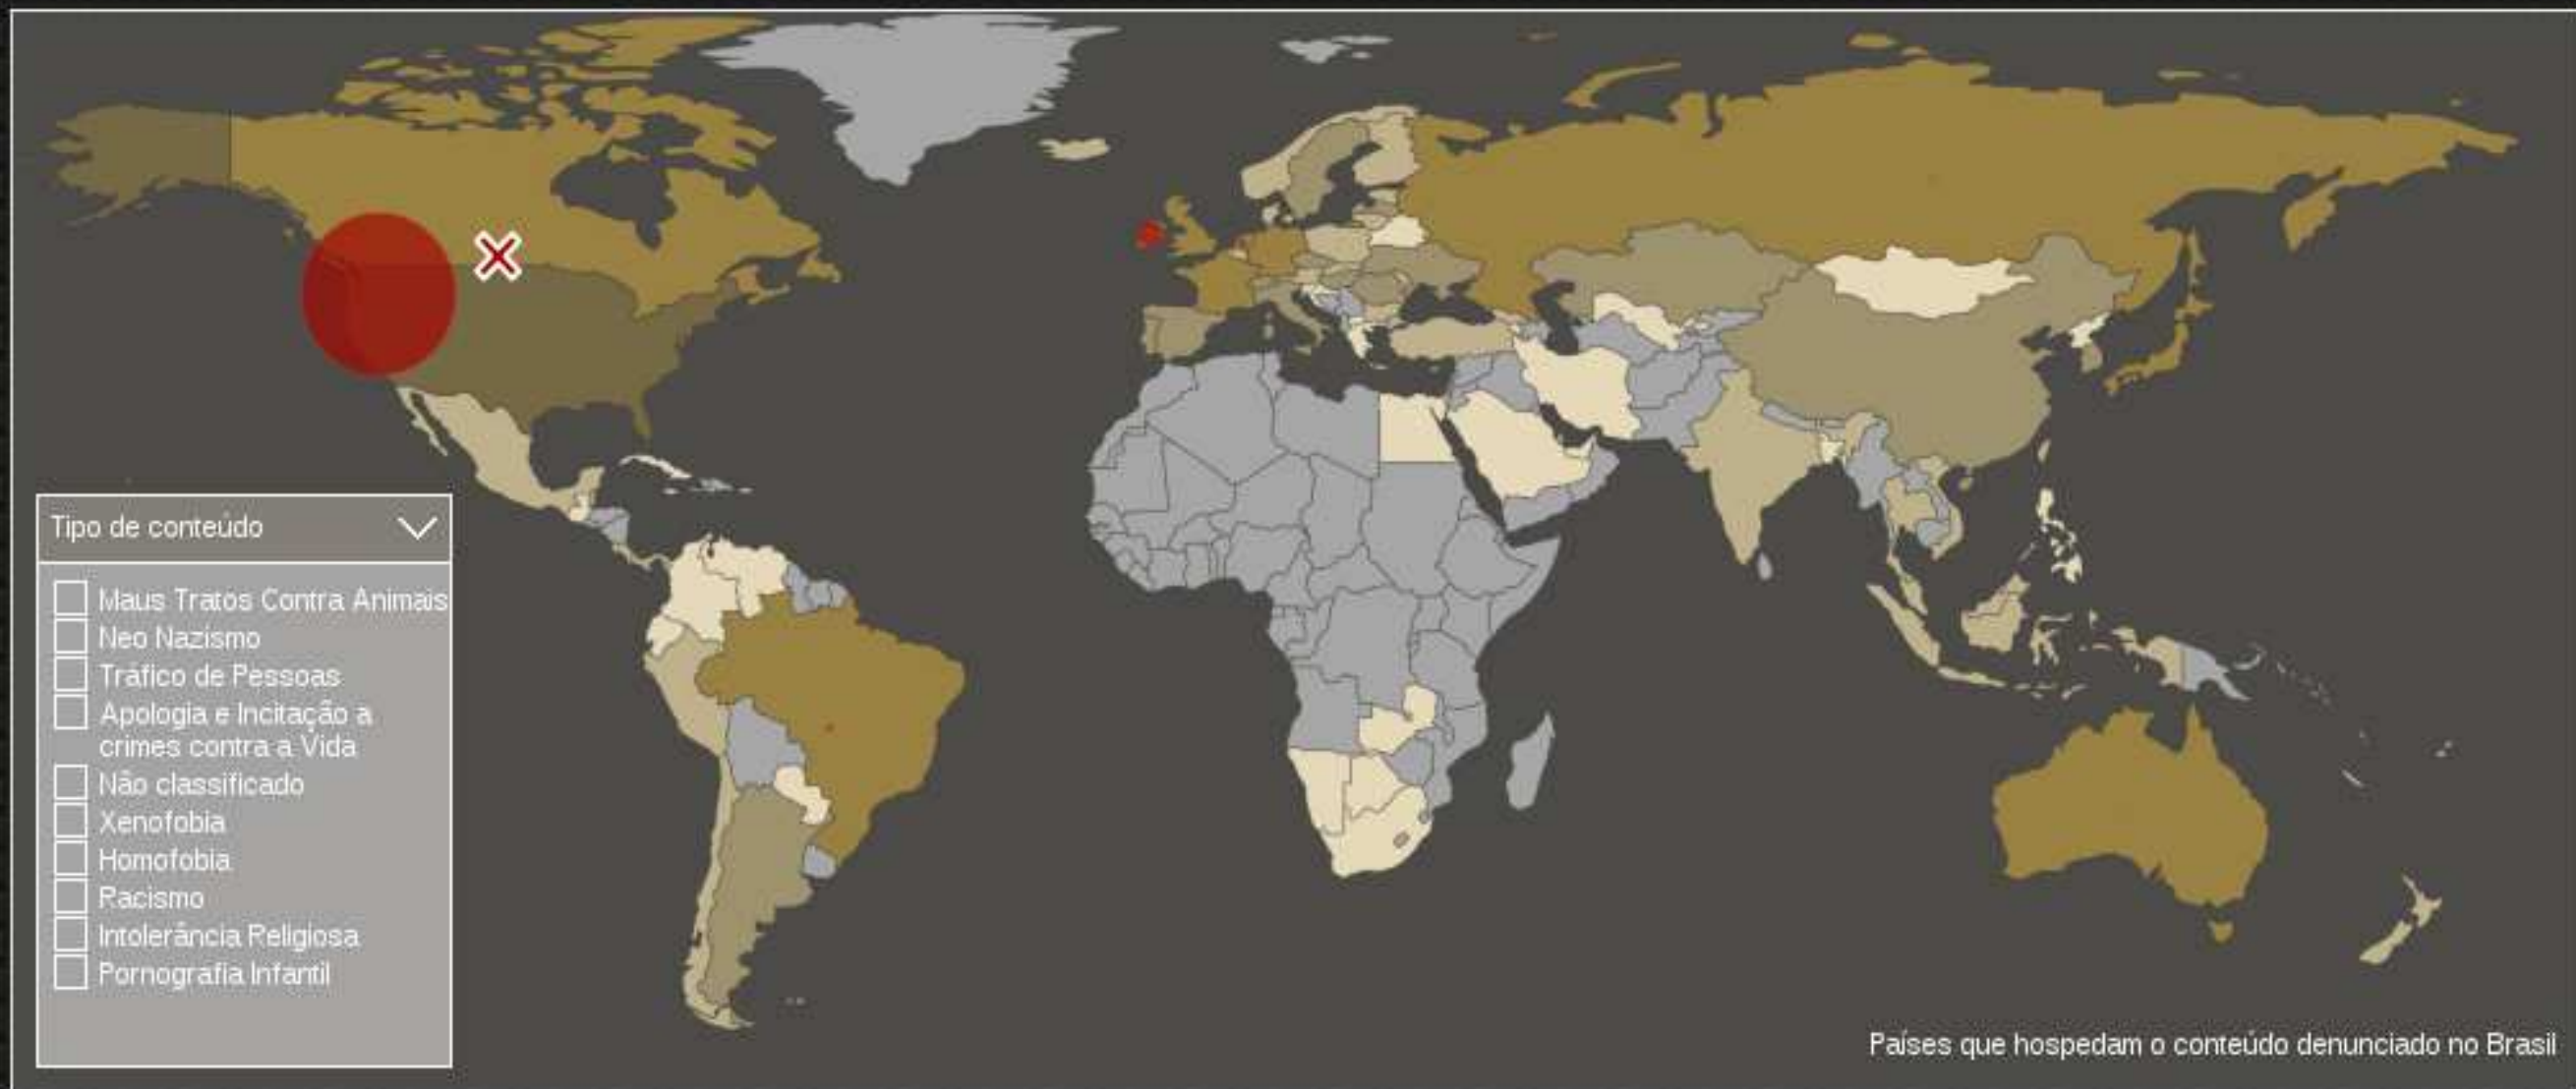 Tipo de conteúdo
Maus Tratos Contra Animais
Neo Nazismo
Tráfico de Pessoas
Apologia e Incitação a
crimes contra a Vida
Não classificado
Xenofobia
Homofobia
Racismo
Intolerância Religiosa
Pornografia Infantil
Países que hospedam o conteúdo denunciado no Brasil